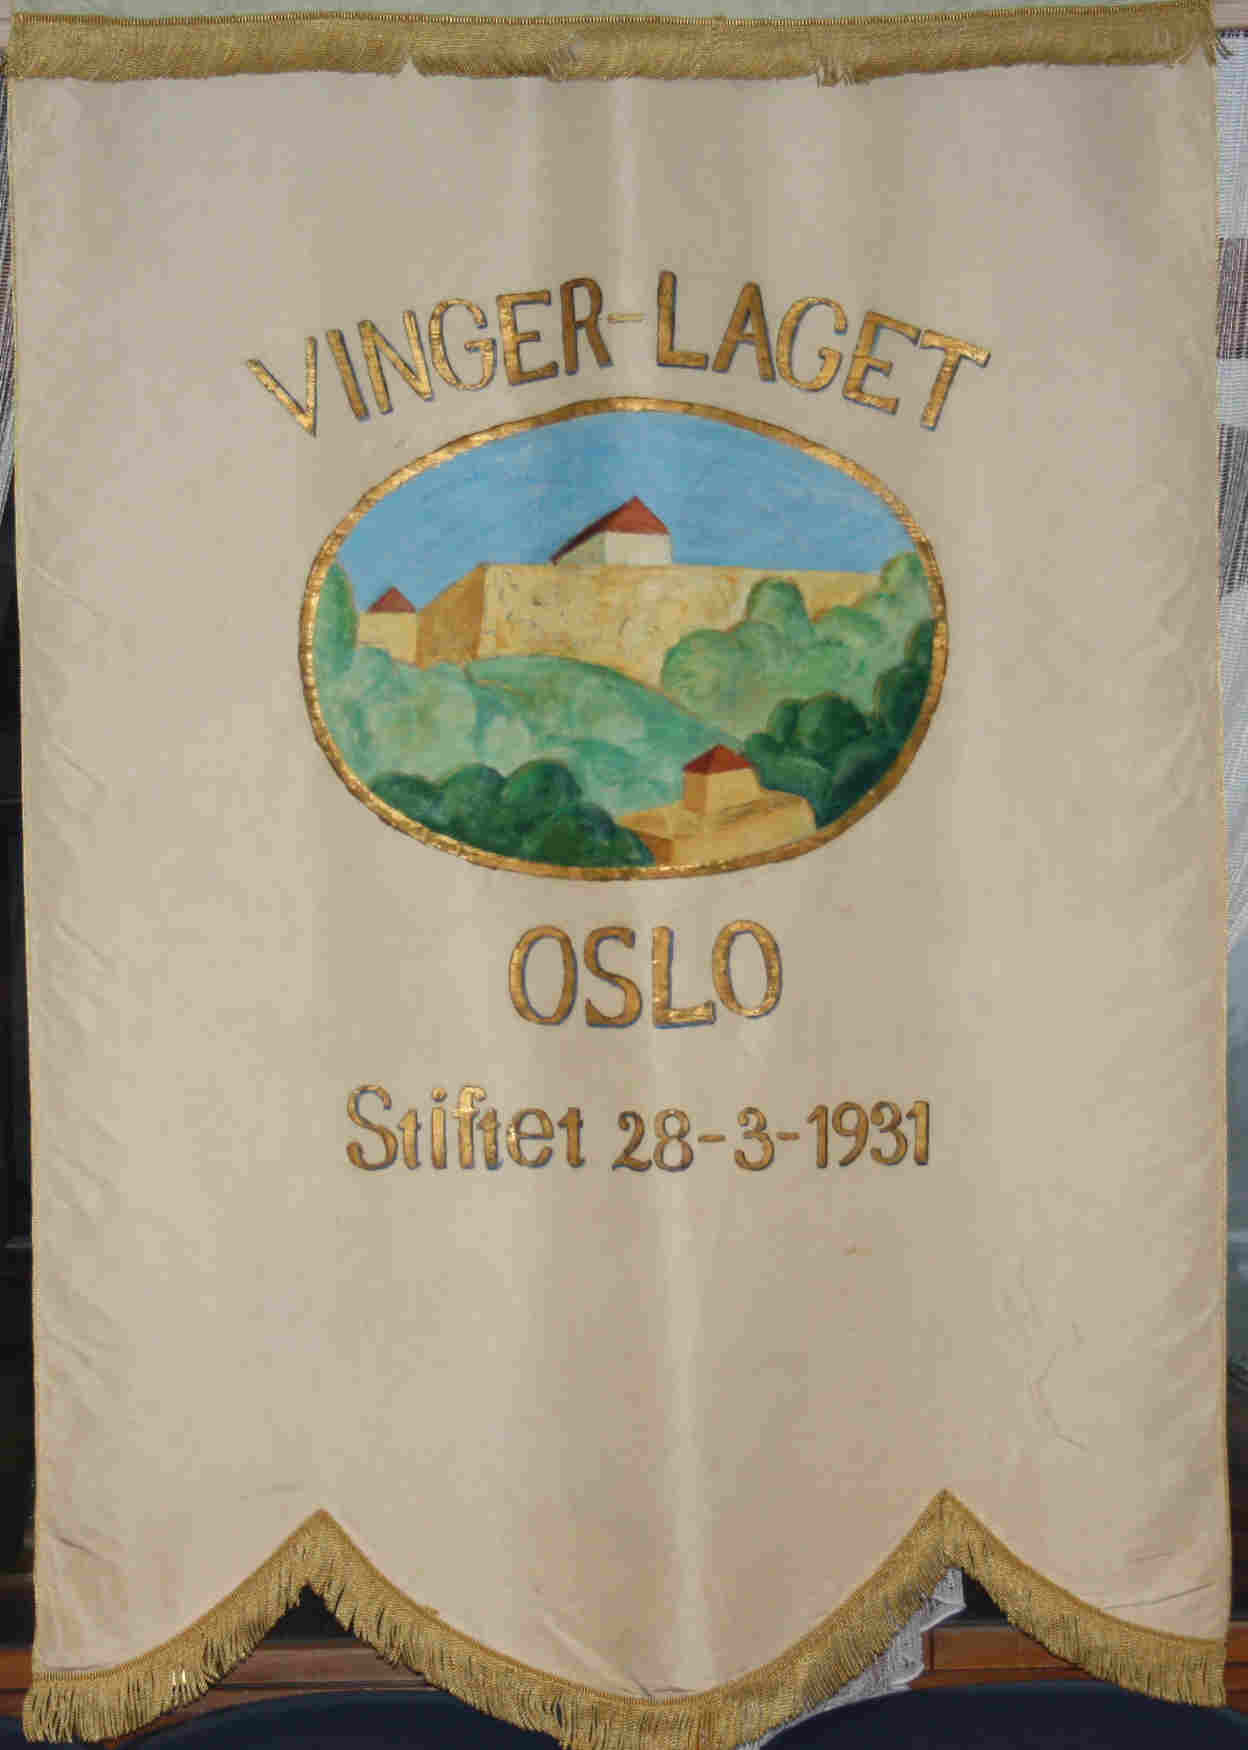 VINGER-LAGET
OSLO
Stiftet 28-3-1931